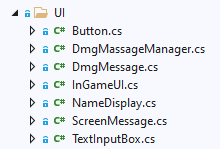 UI
C# Button.cs
C# DmgMassageManager.cs
C# DmgMessage.cs
C# InGameUI.cs
C# NameDisplay.cs
C# ScreenMessage.cs
C# TextInputBox.cs